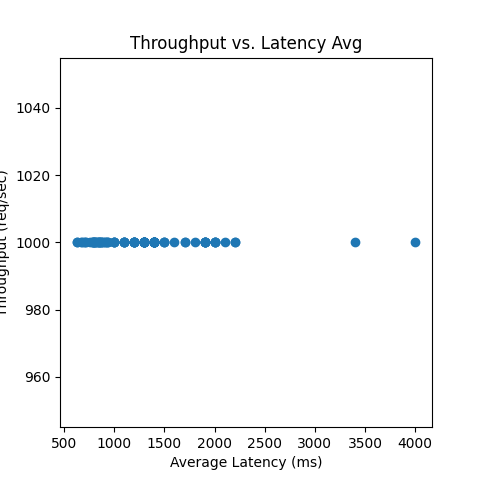 Throughput vs. Latency Avg
1040
1020
1000
980
960
Throughput (req/sec)
500 1000 1500 2000 2500 3000 3500 4000
Average Latency (ms)